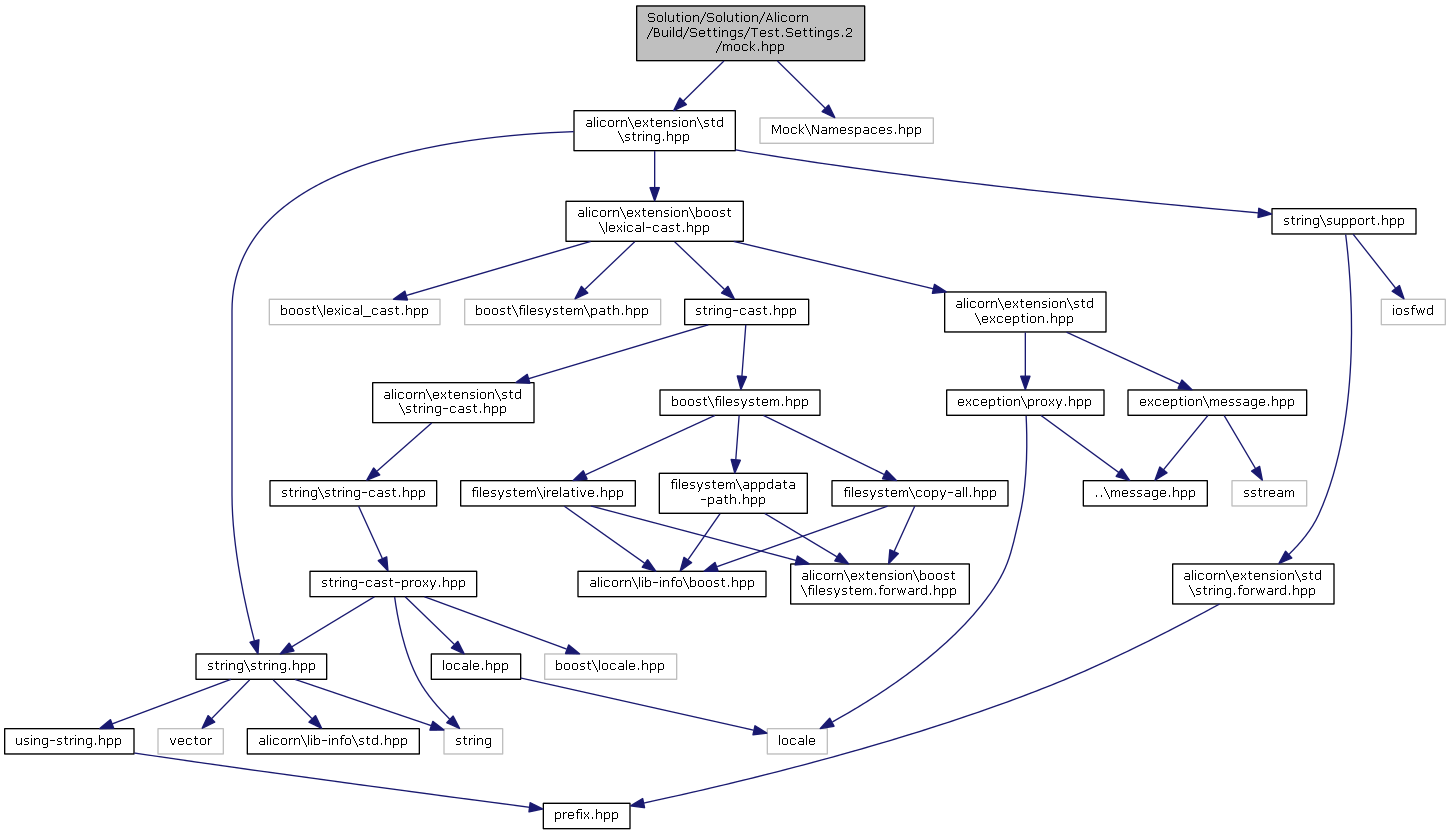 Solution/Solution/Alicorn
/Build/Settings/Test.Settings.2
/mock.hpp
alicorn\extension\std
\string.hpp
Mock\Namespaces.hpp
alicorn\extension\boost
\lexical-cast.hpp
string\support.hpp
boost\lexical_cast.hpp
boost\filesystem\path.hpp
string-cast.hpp
alicorn\extension\std
\exception.hpp
iosfwd
alicorn\extension\std
\string-cast.hpp
boost\filesystem.hpp
exception\proxy.hpp
exception\message.hpp
string\string-cast.hpp
filesystem\irelative.hpp
filesystem\appdata
-path.hpp
filesystem\copy-all.hpp
..\message.hpp
sstream
string-cast-proxy.hpp
alicorn\lib-info\boost.hpp
alicorn\extension\boost
\filesystem.forward.hpp
alicorn\extension\std
\string.forward.hpp
string\string.hpp
locale.hpp
boost\locale.hpp
using-string.hpp
vector
alicorn\lib-info\std.hpp
string
locale
prefix.hpp